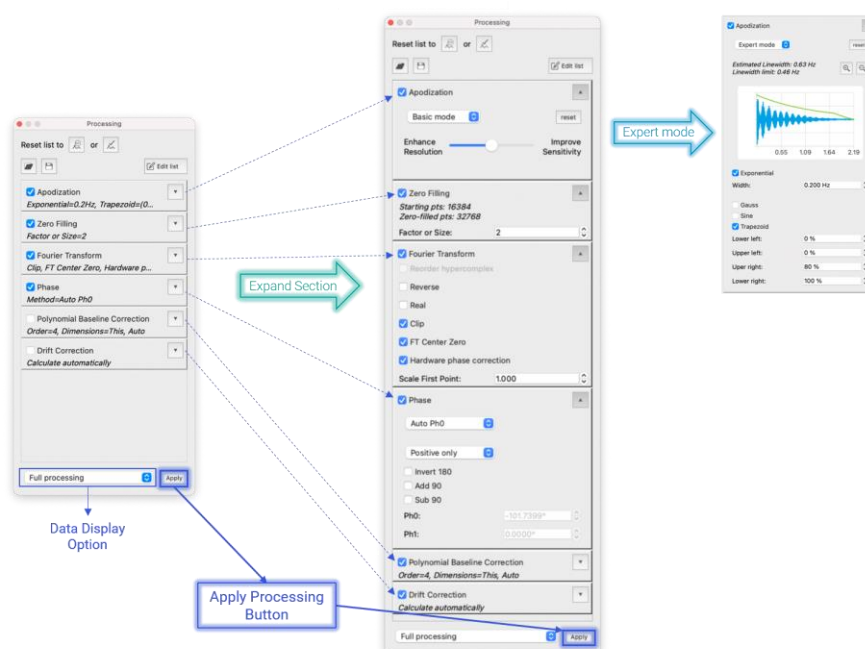 Processing
Reset list to or
Edit list
Apodization
Exponential=0.2Hz, Trapezoid=(0...
Zero Filling
Factor or Size=2
Fourier Transform
Clip, FT Center Zero, Hardware p...
Phase
Method=Auto Ph0
Polynomial Baseline Correction
Order=4, Dimensions=This, Auto
Drift Correction
Calculate automatically
Full processing
Apply
Data Display
Option
Expand Section
Apply Processing
Button
Processing
Reset list to or
Edit list
Apodization
Basic mode
reset
Enhance
Resolution
Improve
Sensitivity
Zero Filling
Starting pts: 16384
Zero-filled pts: 32768
Factor or Size: 2
Fourier Transform
Reorder hypercomplex
Reverse
Real
Clip
FT Center Zero
Hardware phase correction
Scale First Point: 1.000
Phase
Auto Ph0
Positive only
Invert 180
Add 90
Sub 90
Ph0: -101.7399°
Ph1: 0.0000°
Polynomial Baseline Correction
Order=4, Dimensions=This, Auto
Drift Correction
Calculate automatically
Full processing
Apply
Expert mode
Apodization
Expert mode
reset
Estimated Linewidth: 0.63 Hz
Linewidth limit: 0.46 Hz
0.55 1.09 1.64 2.19
Exponential
Width: 0.200 Hz
Gauss
Sine
Trapezoid
Lower left: 0 %
Upper left: 0 %
Uper right: 80 %
Lower right: 100 %